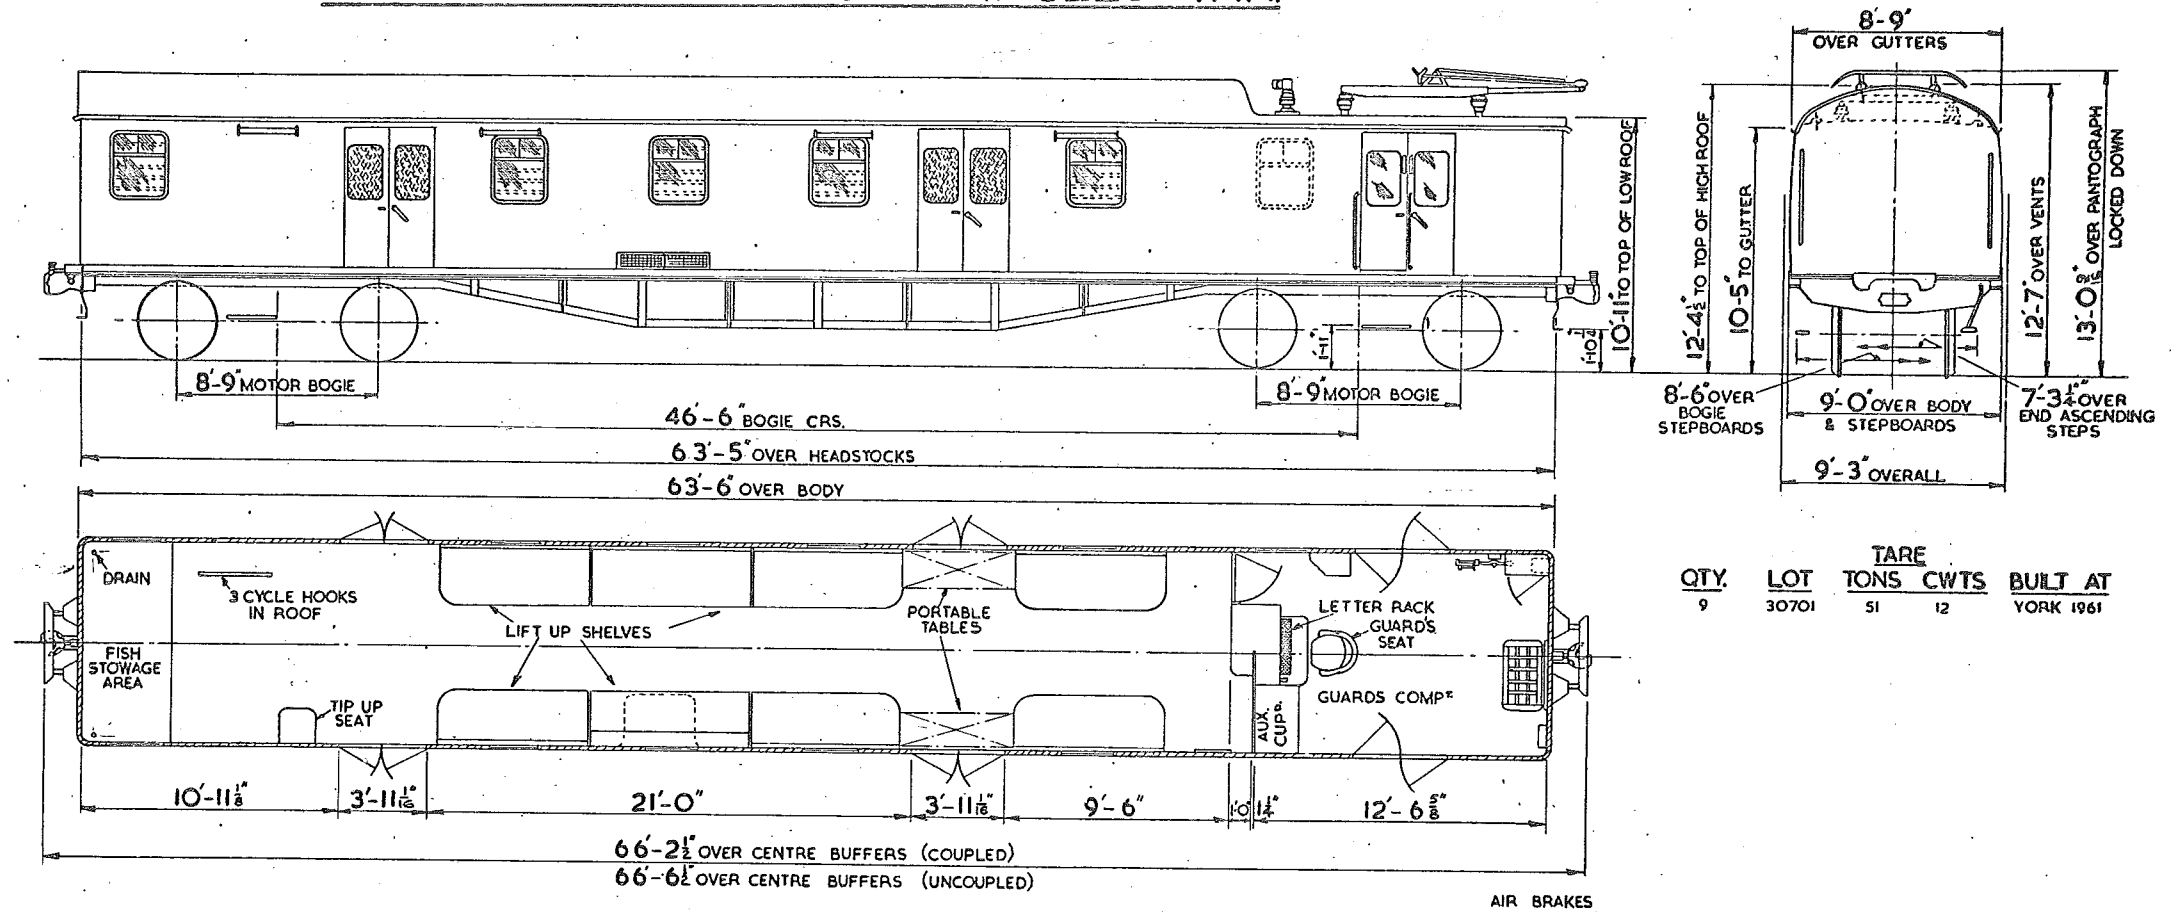 8'-9"
OVER GUTTERS
10'-11" TO TOP OF LOW ROOF
12'-4½" TO TOP OF HIGH ROOF
10'-5" TO GUTTER
12'-7" OVER VENTS
13'-0 9/16" OVER PANTOGRAPH
LOCKED DOWN
1'-11"
8'-9" MOTOR BOGIE
8'-9" MOTOR BOGIE
46'-6" BOGIE CRS.
63'-5" OVER HEADSTOCKS
63'-6" OVER BODY
8'-6" OVER
BOGIE
STEPBOARDS
9'-0" OVER BODY
& STEPBOARDS
7'-3¼" OVER
END ASCENDING
STEPS
9'-3" OVERALL
DRAIN
3 CYCLE HOOKS
IN ROOF
LIFT UP SHELVES
PORTABLE
TABLES
LETTER RACK
GUARD'S
SEAT
FISH
STOWAGE
AREA
TIP UP
SEAT
GUARDS COMPT
AUX.
CUPD.
TARE
QTY. LOT TONS CWTS BUILT AT
9 30701 51 12 YORK 1961
10'-11⅛" 3'-11 1/16" 21'-0" 3'-11 1/16" 9'-6" 1'-0" 1¼" 12'-6⅝"
66'-2½" OVER CENTRE BUFFERS (COUPLED)
66'-6½" OVER CENTRE BUFFERS (UNCOUPLED)
AIR BRAKES